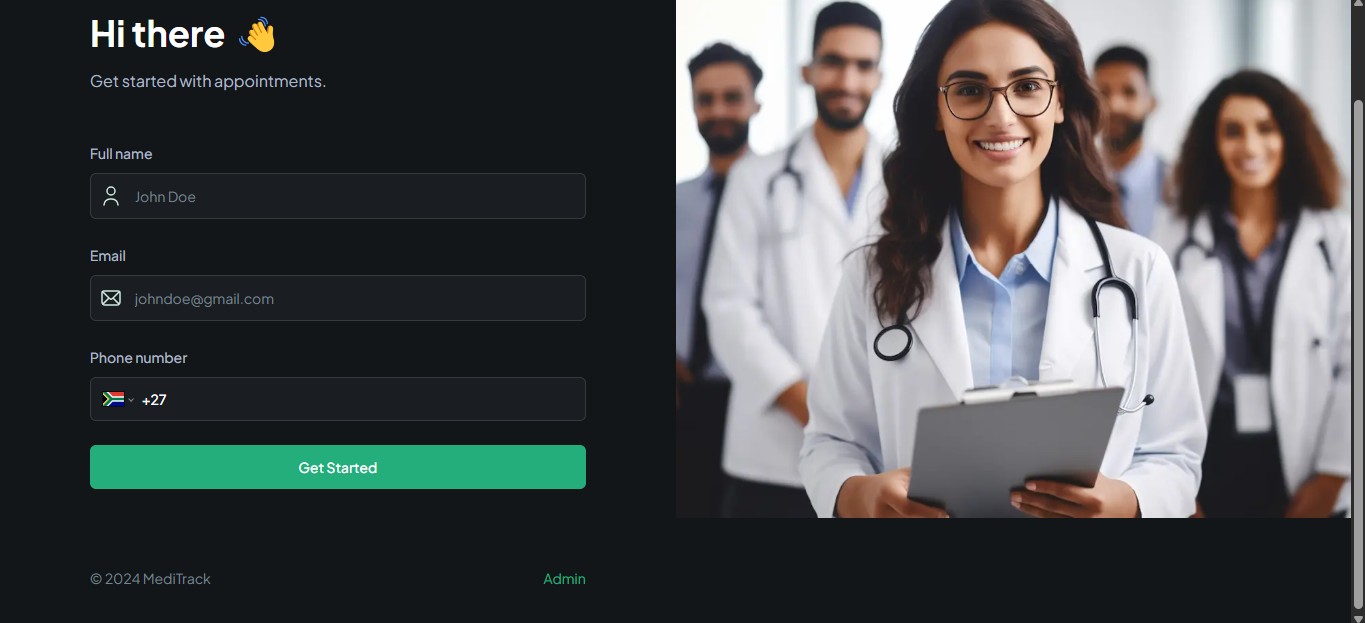 Hi there 👋
Get started with appointments.
Full name
John Doe
Email
johndoe@gmail.com
Phone number
+27
Get Started
© 2024 MediTrack
Admin